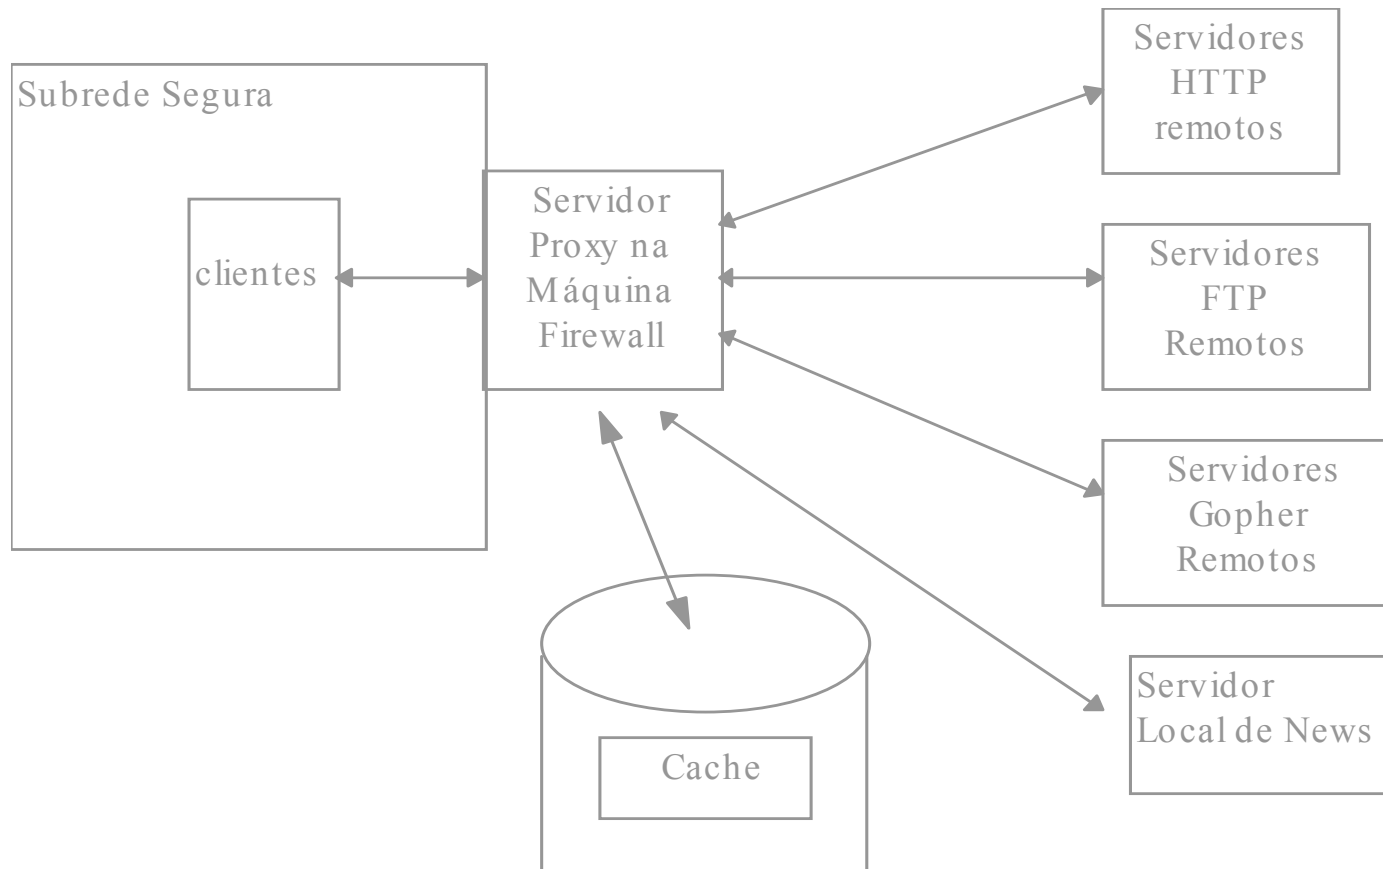 Subrede Segura
clientes
Servidor
Proxy na
Máquina
Firewall
Servidores
HTTP
remotos
Servidores
FTP
Remotos
Servidores
Gopher
Remotos
Servidor
Local de News
Cache